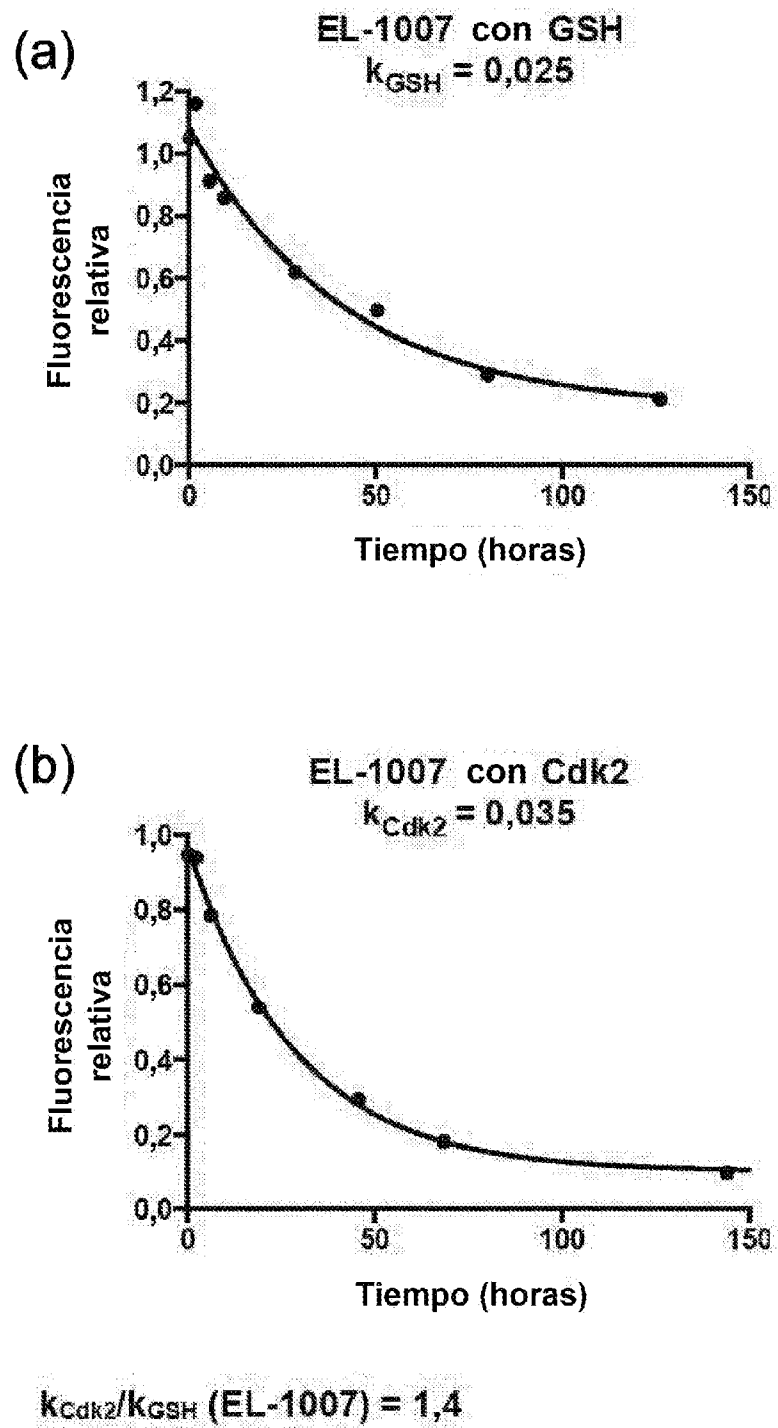 (a)
EL-1007 con GSH
kGSH = 0,025
Fluorescencia
relativa
1,2
1,0
0,8
0,6
0,4
0,2
0,0
0
50
100
150
Tiempo (horas)
(b)
EL-1007 con Cdk2
kCdk2 = 0,035
Fluorescencia
relativa
1,0
0,8
0,6
0,4
0,2
0,0
0
50
100
150
Tiempo (horas)
kCdk2/kGSH (EL-1007) = 1,4